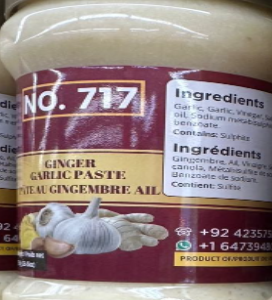 NO. 717
GINGER
GARLIC PASTE
PÂTE AU GINGEMBRE AIL
Ingredients
Garlic, Garlic, Vinegar,
oil, Sodium metabisulp
benzoate.
Contains: Sulphite
Ingrédients
Gingembre, Ail, Vinaigre
canola, Métabisulfite de
Benzoate de sodium.
Contient: Sulfite
+92 423575
+1 6473948
PRODUCT OF